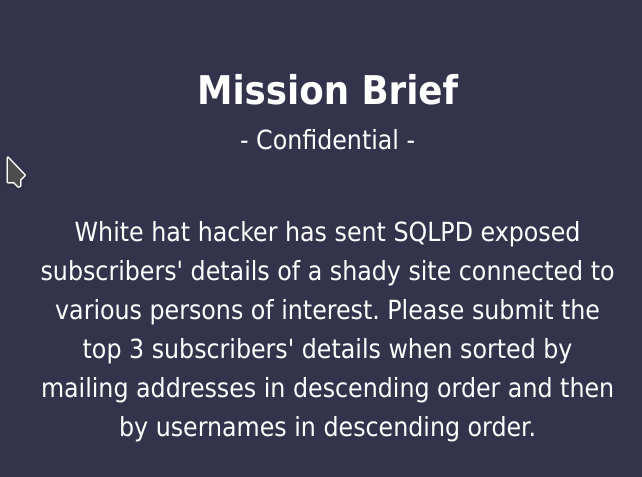 Mission Brief
- Confidential -
White hat hacker has sent SQLPD exposed
subscribers' details of a shady site connected to
various persons of interest. Please submit the
top 3 subscribers' details when sorted by
mailing addresses in descending order and then
by usernames in descending order.